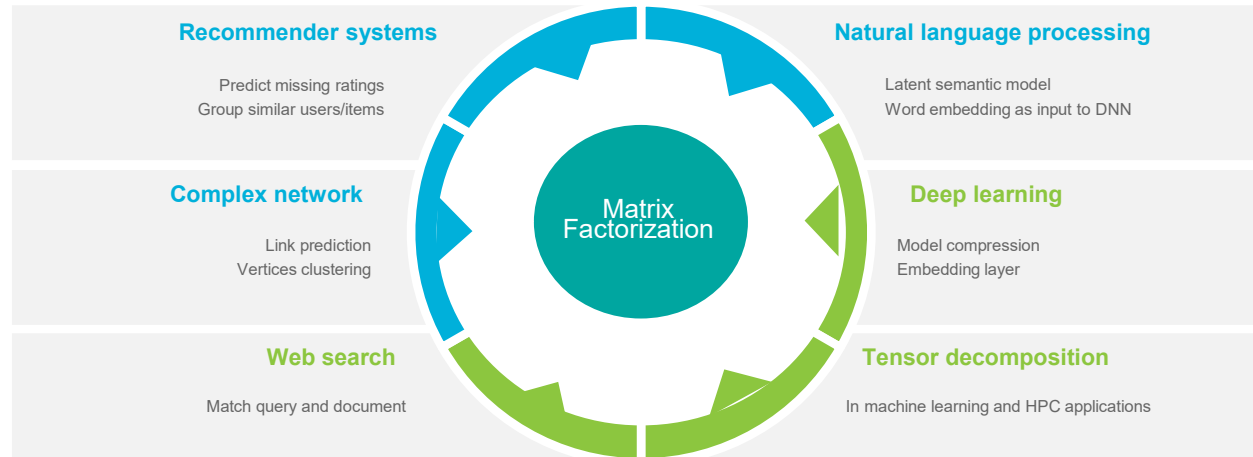 Recommender systems
Predict missing ratings
Group similar users/items
Natural language processing
Latent semantic model
Word embedding as input to DNN
Matrix
Factorization
Complex network
Link prediction
Vertices clustering
Deep learning
Model compression
Embedding layer
Web search
Match query and document
Tensor decomposition
In machine learning and HPC applications